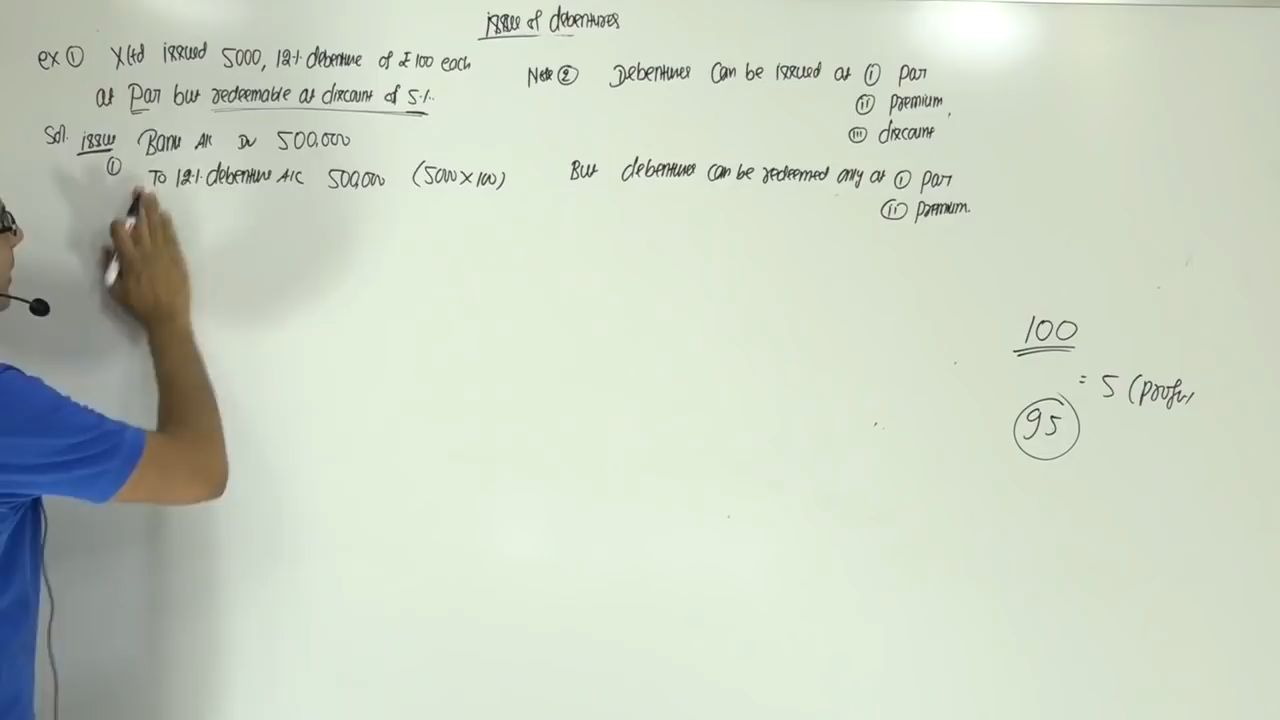 issue of debentures
ex ① X Ltd issued 5000, 12% debenture of ₹100 each
at Par but redeemable at discount of 5%.
Sol. issue Bank A/c Dr 500,000
① To 12% debenture A/C 500,000 (5000 × 100)
Note ② Debentures Can be issued at ⓘ Par
ⓘⓘ premium,
ⓘⓘⓘ discount
But debentures can be redeemed only at ⓘ par
ⓘⓘ premium.
100
= 5 (profit
95